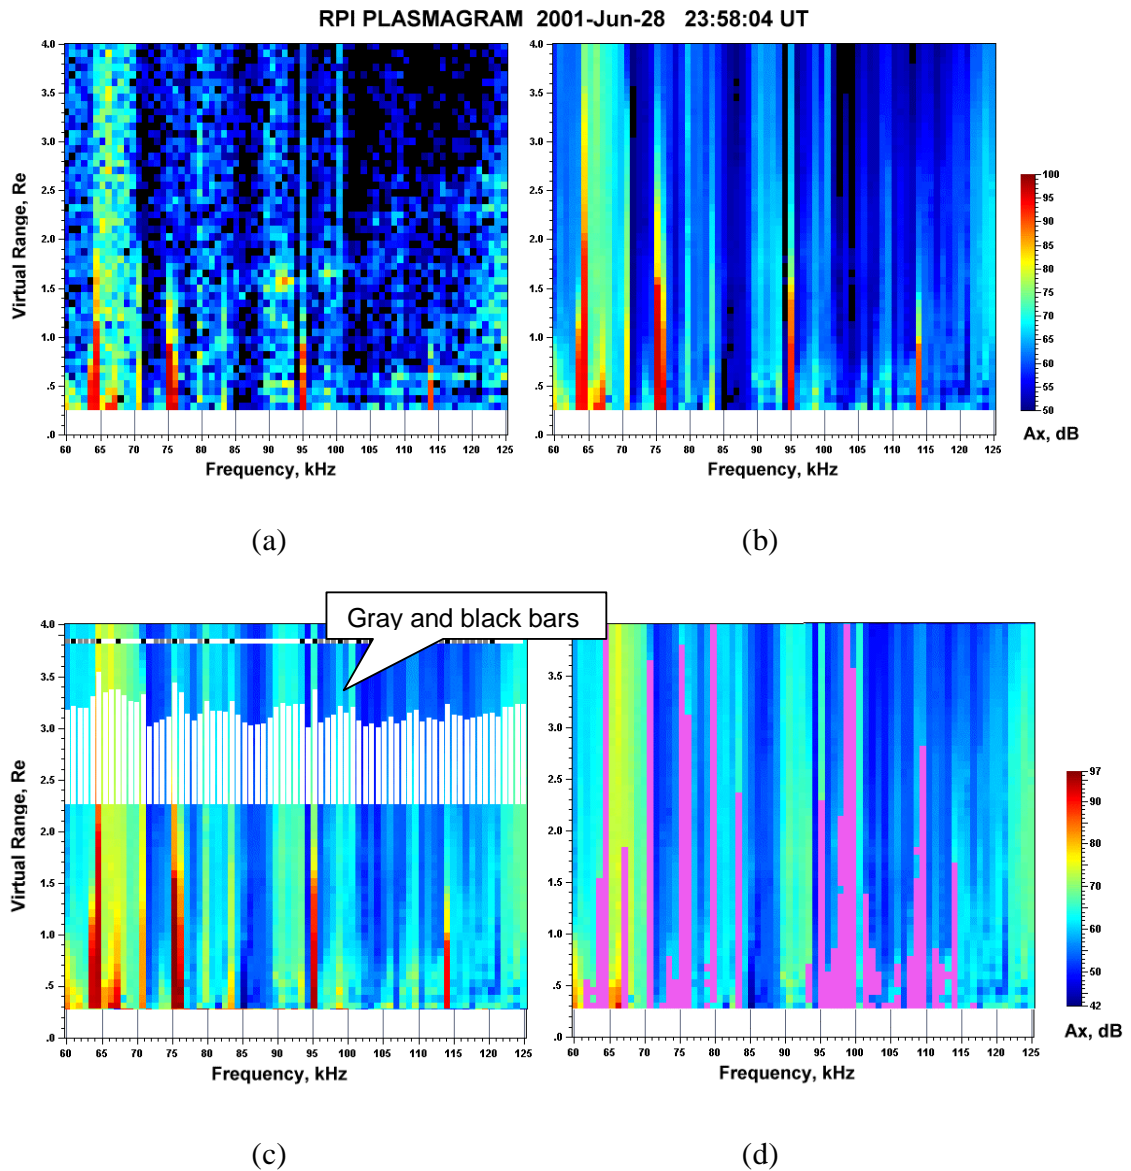 RPI PLASMAGRAM 2001-Jun-28 23:58:04 UT
4.0
3.5
3.0
2.5
2.0
1.5
1.0
.5
.0
Virtual Range, Re
60 65 70 75 80 85 90 95 100 105 110 115 120 125
Frequency, kHz
4.0
3.5
3.0
2.5
2.0
1.5
1.0
.5
.0
60 65 70 75 80 85 90 95 100 105 110 115 120 125
Frequency, kHz
100
95
90
85
80
75
70
65
60
55
50
Ax, dB
(a)
(b)
Gray and black bars
4.0
3.5
3.0
2.5
2.0
1.5
1.0
.5
.0
Virtual Range, Re
60 65 70 75 80 85 90 95 100 105 110 115 120 125
Frequency, kHz
3.5
3.0
2.5
2.0
1.5
1.0
.5
.0
60 65 70 75 80 85 90 95 100 105 110 115 120 125
Frequency, kHz
97
90
80
70
60
50
42
Ax, dB
(c)
(d)